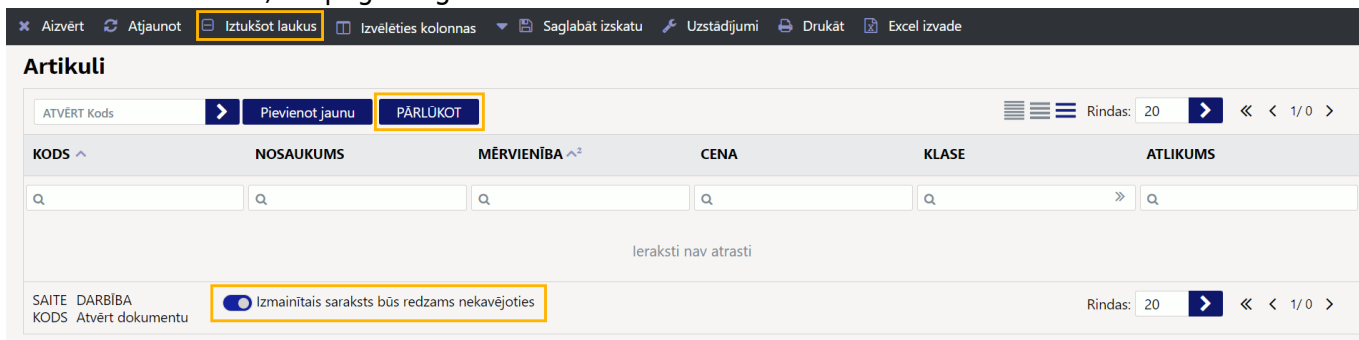 Aizvērt Atjaunot Iztukšot laukus Izvēlēties kolonnas Saglabāt izskatu Uzstādījumi Drukāt Excel izvade
Artikuli
ATVĒRT Kods Pievienot jaunu PĀRLŪKOT Rindas: 20 1/ 0
KODS NOSAUKUMS MĒRVIENĪBA 2 CENA KLASE ATLIKUMS
Ieraksti nav atrasti
SAITE DARBĪBA Izmainītais saraksts būs redzams nekavējoties Rindas: 20 1/ 0
KODS Atvērt dokumentu